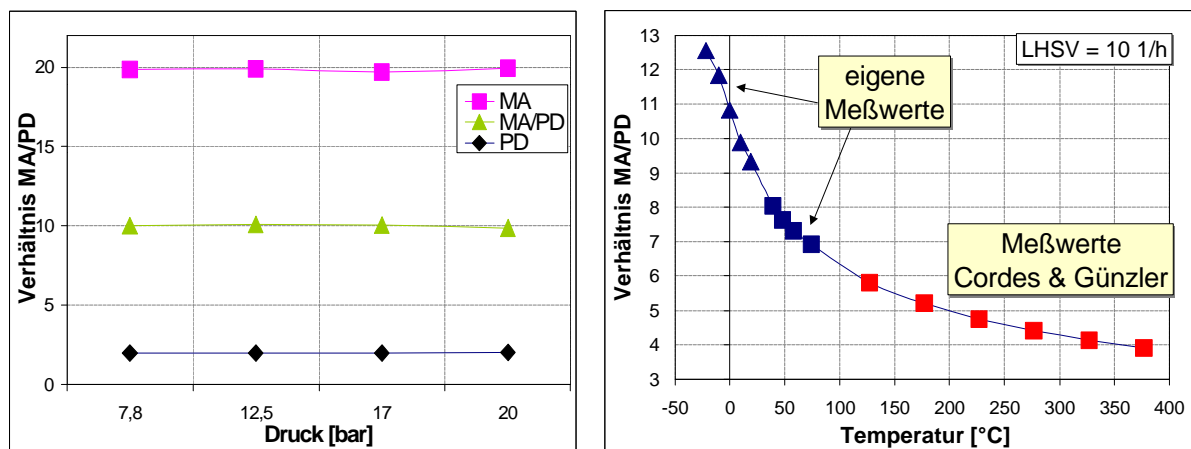 Verhältnis MA/PD
20
15
10
5
0
MA
MA/PD
PD
7,8
12,5
17
20
Druck [bar]
Verhältnis MA/PD
13
12
11
10
9
8
7
6
5
4
3
LHSV = 10 1/h
eigene
Meßwerte
Meßwerte
Cordes & Günzler
-50
0
50
100
150
200
250
300
350
400
Temperatur [°C]